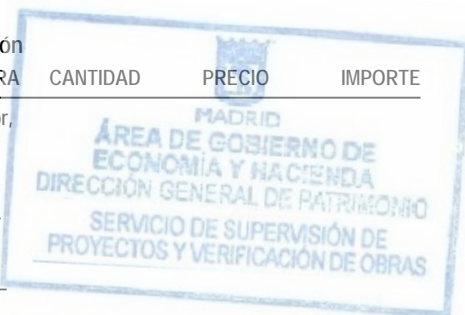 ón
RA CANTIDAD PRECIO IMPORTE
or,
MADRID
ÁREA DE GOBIERNO DE
ECONOMÍA Y HACIENDA
DIRECCIÓN GENERAL DE PATRIMONIO
SERVICIO DE SUPERVISIÓN DE
PROYECTOS Y VERIFICACIÓN DE OBRAS